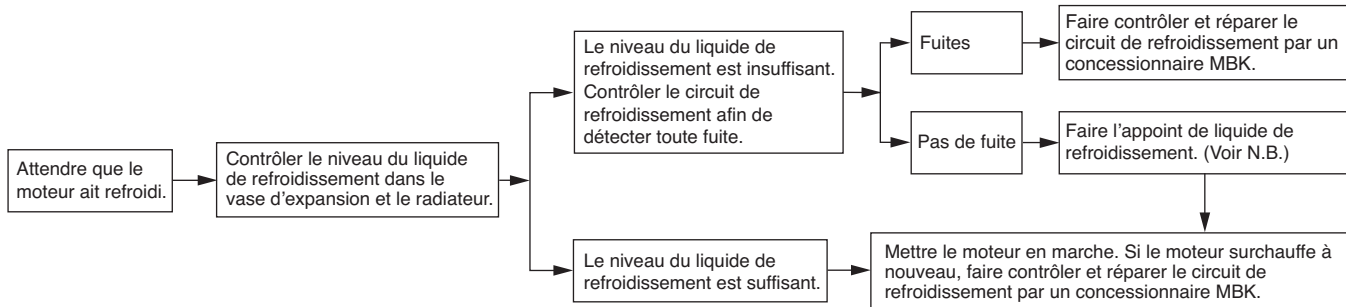 Attendre que le
moteur ait refroidi.
Contrôler le niveau du liquide
de refroidissement dans le
vase d'expansion et le radiateur.
Le niveau du liquide de
refroidissement est insuffisant.
Contrôler le circuit de
refroidissement afin de
détecter toute fuite.
Fuites
Faire contrôler et réparer le
circuit de refroidissement par un
concessionnaire MBK.
Pas de fuite
Faire l'appoint de liquide de
refroidissement. (Voir N.B.)
Le niveau du liquide de
refroidissement est suffisant.
Mettre le moteur en marche. Si le moteur surchauffe à
nouveau, faire contrôler et réparer le circuit de
refroidissement par un concessionnaire MBK.